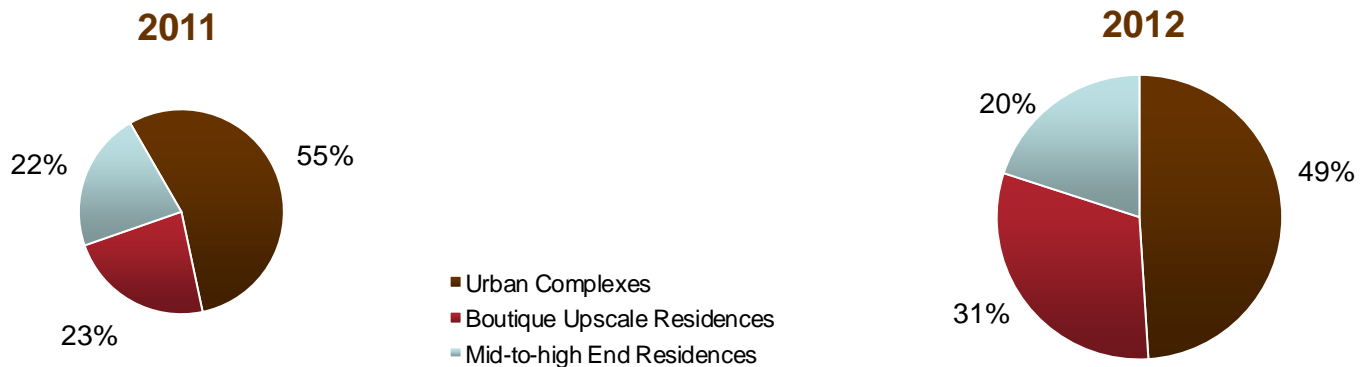 2011
55%
22%
23%
Urban Complexes
Boutique Upscale Residences
Mid-to-high End Residences
2012
20%
49%
31%